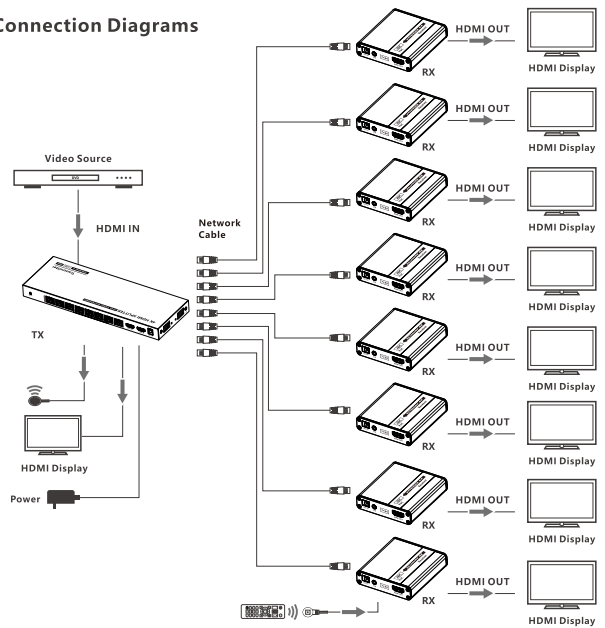 Connection Diagrams
HDMI OUT
RX
HDMI Display
HDMI OUT
RX
HDMI Display
Video Source
DVD
HDMI IN
HDMI OUT
RX
HDMI Display
Network
Cable
HDMI OUT
RX
HDMI Display
TX
HDMI OUT
RX
HDMI Display
HDMI OUT
RX
HDMI Display
HDMI Display
Power
HDMI OUT
RX
HDMI Display
HDMI OUT
RX
HDMI Display